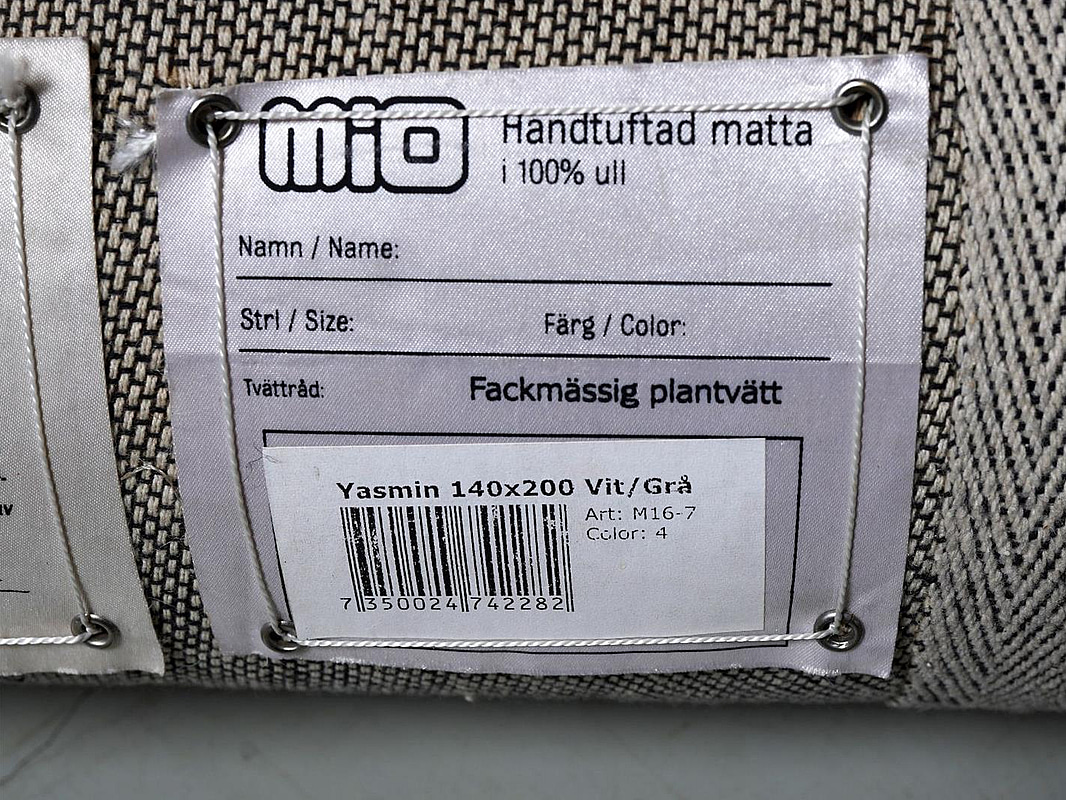 mio
Handtuftad matta
i 100% ull
Namn / Name:
Strl / Size: Färg / Color:
Tvättråd: Fackmässig plantvätt
Yasmin 140x200 Vit/Grå
Art: M16-7
Color: 4
7 350024 742282